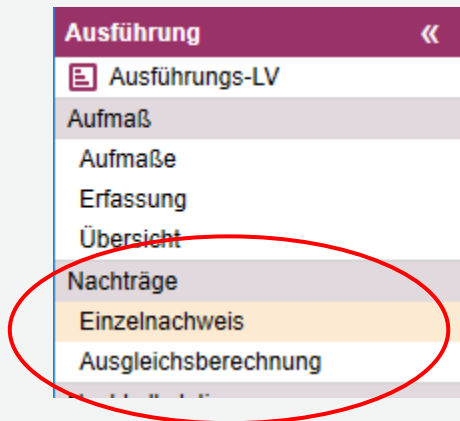 Ausführung «
Ausführungs-LV
Aufmaß
Aufmaße
Erfassung
Übersicht
Nachträge
Einzelnachweis
Ausgleichsberechnung